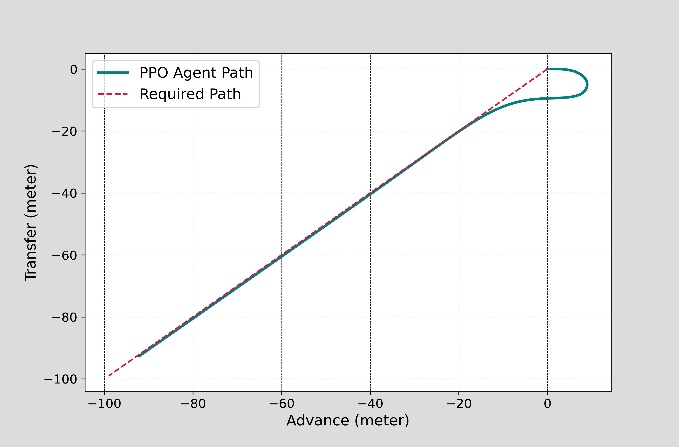 PPO Agent Path
Required Path
0
−20
−40
−60
−80
−100
Transfer (meter)
−100 −80 −60 −40 −20 0
Advance (meter)